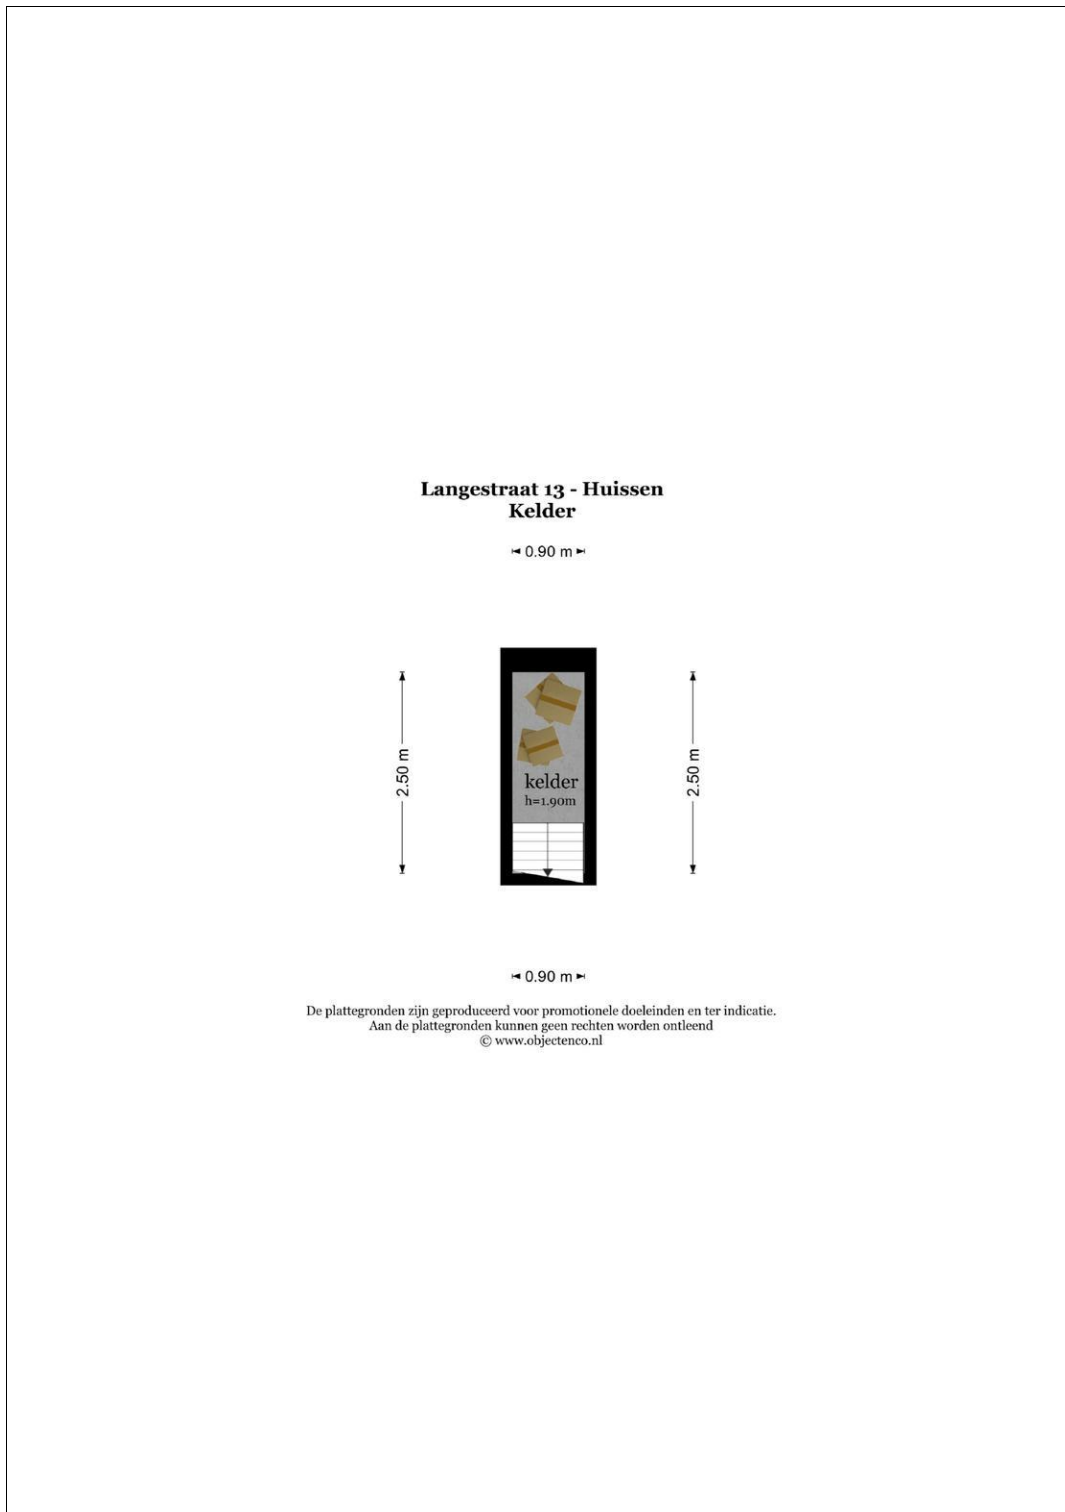 Langestraat 13 - Huissen
Kelder
0.90 m
2.50 m
2.50 m
kelder
h=1.90m
0.90 m
De plattegronden zijn geproduceerd voor promotionele doeleinden en ter indicatie.
Aan de plattegronden kunnen geen rechten worden ontleend
© www.objectenco.nl